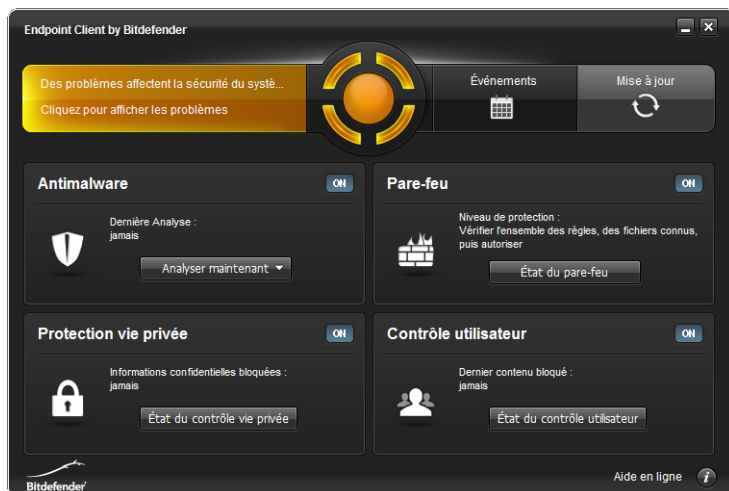 Endpoint Client by Bitdefender
Des problèmes affectent la sécurité du systè...
Cliquez pour afficher les problèmes
Événements
Mise à jour
Antimalware
ON
Dernière Analyse :
jamais
Analyser maintenant
Pare-feu
ON
Niveau de protection :
Vérifier l'ensemble des règles, des fichiers connus,
puis autoriser
État du pare-feu
Protection vie privée
ON
Informations confidentielles bloquées :
jamais
État du contrôle vie privée
Contrôle utilisateur
ON
Dernier contenu bloqué :
jamais
État du contrôle utilisateur
Bitdefender
Aide en ligne
i